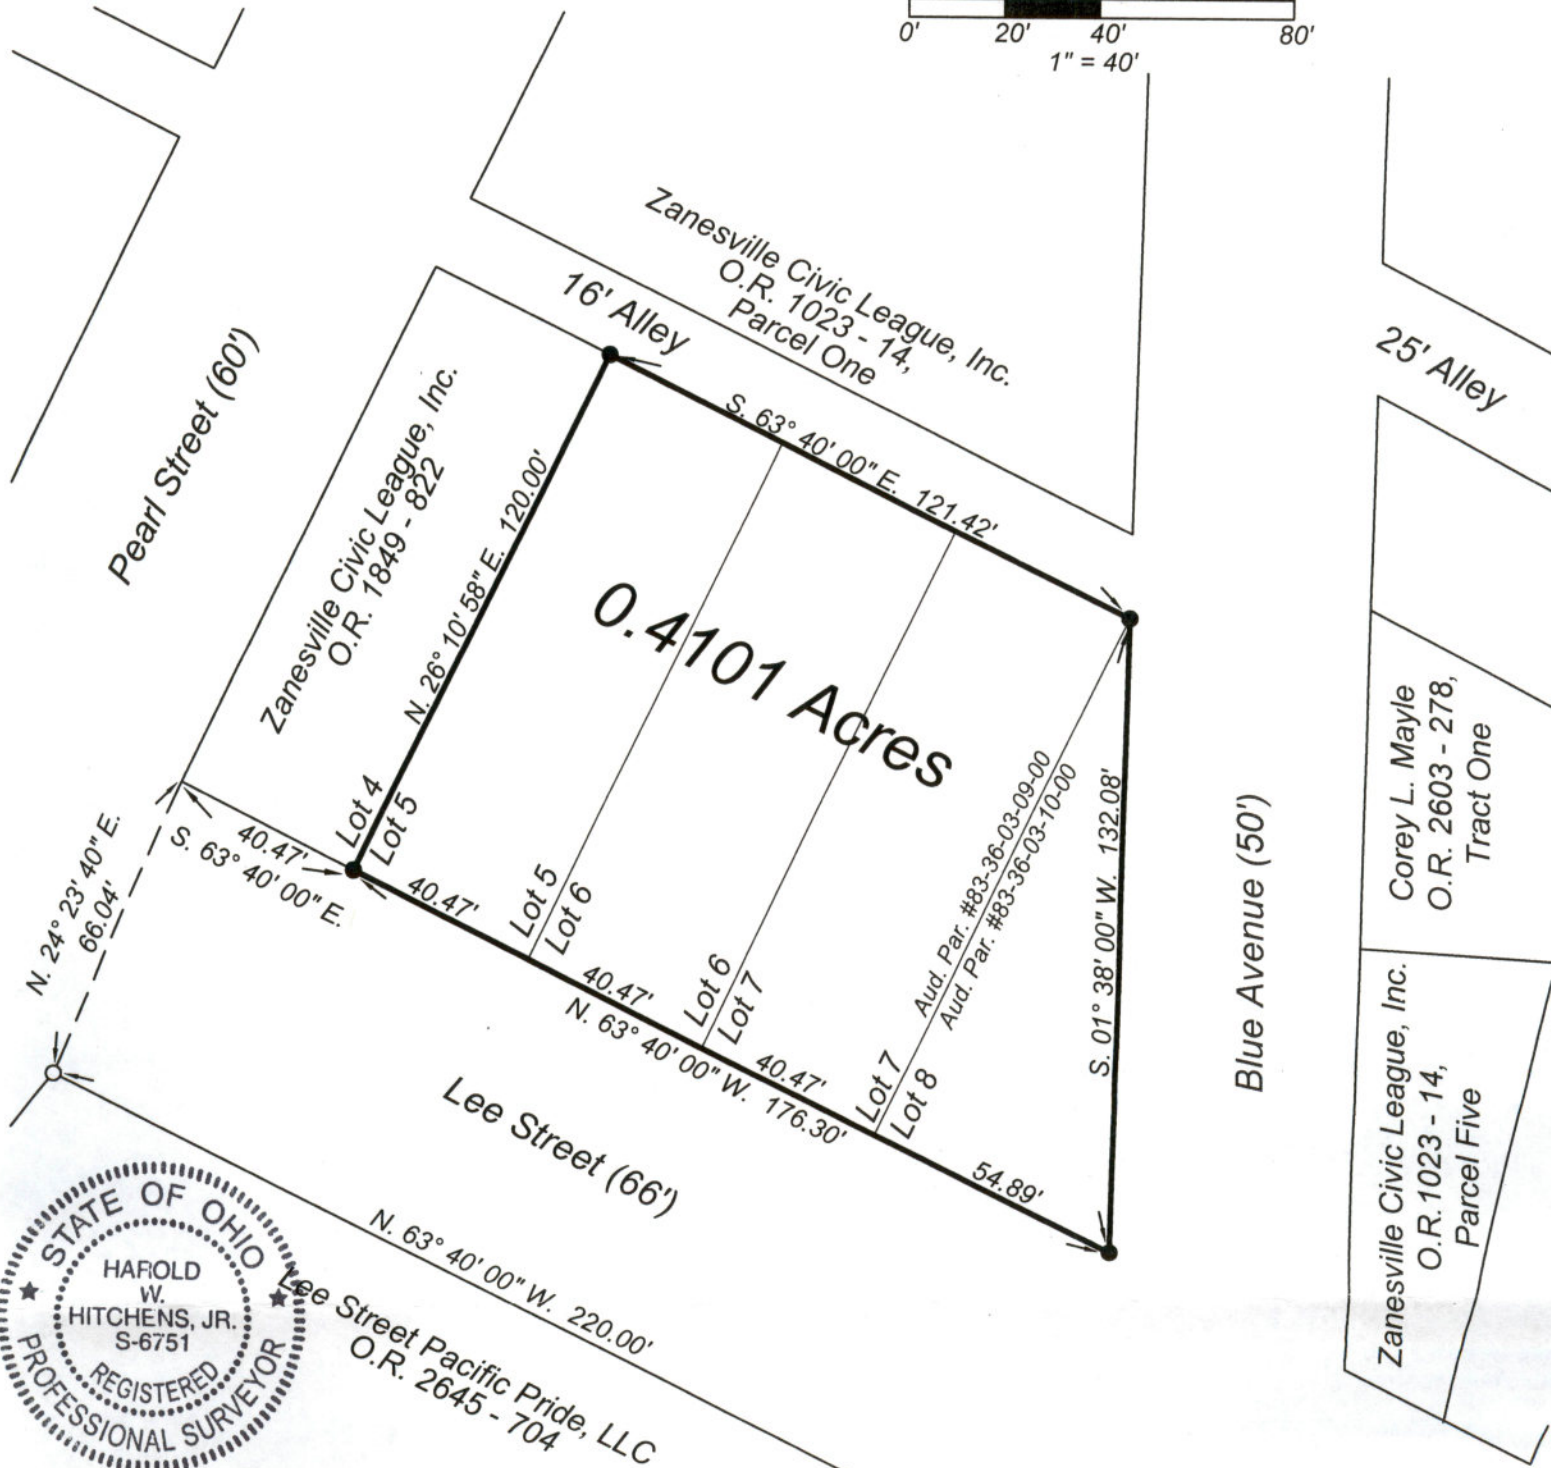 0' 20' 40' 80'
1" = 40'
Zanesville Civic League, Inc.
O.R. 1023 - 14,
Parcel One
16' Alley
25' Alley
Pearl Street (60')
Zanesville Civic League, Inc.
O.R. 1849 - 822
N. 26° 10' 58" E. 120.00'
S. 63° 40' 00" E. 121.42'
0.4101 Acres
Aud. Par. #83-36-03-09-00
Aud. Par. #83-36-03-10-00
S. 01° 38' 00" W. 132.08'
Blue Avenue (50')
Corey L. Mayle
O.R. 2603 - 278,
Tract One
Zanesville Civic League, Inc.
O.R. 1023 - 14,
Parcel Five
Lot 4
Lot 5
40.47'
S. 63° 40' 00" E.
N. 24° 23' 40" E.
66.04'
40.47'
Lot 5
Lot 6
40.47'
Lot 6
Lot 7
N. 63° 40' 00" W. 176.30'
40.47'
Lot 7
Lot 8
54.89'
Lee Street (66')
N. 63° 40' 00" W. 220.00'
Lee Street Pacific Pride, LLC
O.R. 2645 - 704
STATE OF OHIO
HAROLD
W.
HITCHENS, JR.
S-6751
REGISTERED
PROFESSIONAL SURVEYOR